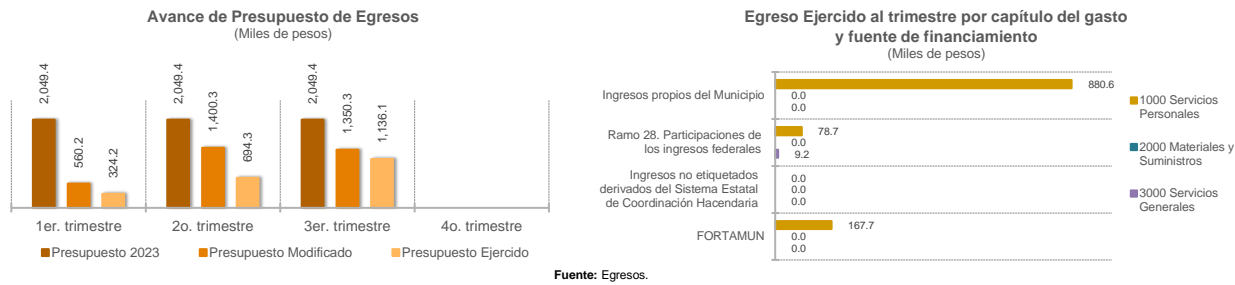 Avance de Presupuesto de Egresos
(Miles de pesos)
2,049.4
560.2
324.2
2,049.4
1,400.3
694.3
2,049.4
1,350.3
1,136.1
1er. trimestre
2o. trimestre
3er. trimestre
4o. trimestre
Presupuesto 2023
Presupuesto Modificado
Presupuesto Ejercido
Egreso Ejercido al trimestre por capítulo del gasto
y fuente de financiamiento
(Miles de pesos)
Ingresos propios del Municipio
880.6
0.0
0.0
Ramo 28. Participaciones de
los ingresos federales
78.7
0.0
9.2
Ingresos no etiquetados
derivados del Sistema Estatal
de Coordinación Hacendaria
0.0
0.0
0.0
FORTAMUN
167.7
0.0
0.0
1000 Servicios
Personales
2000 Materiales y
Suministros
3000 Servicios
Generales
Fuente: Egresos.